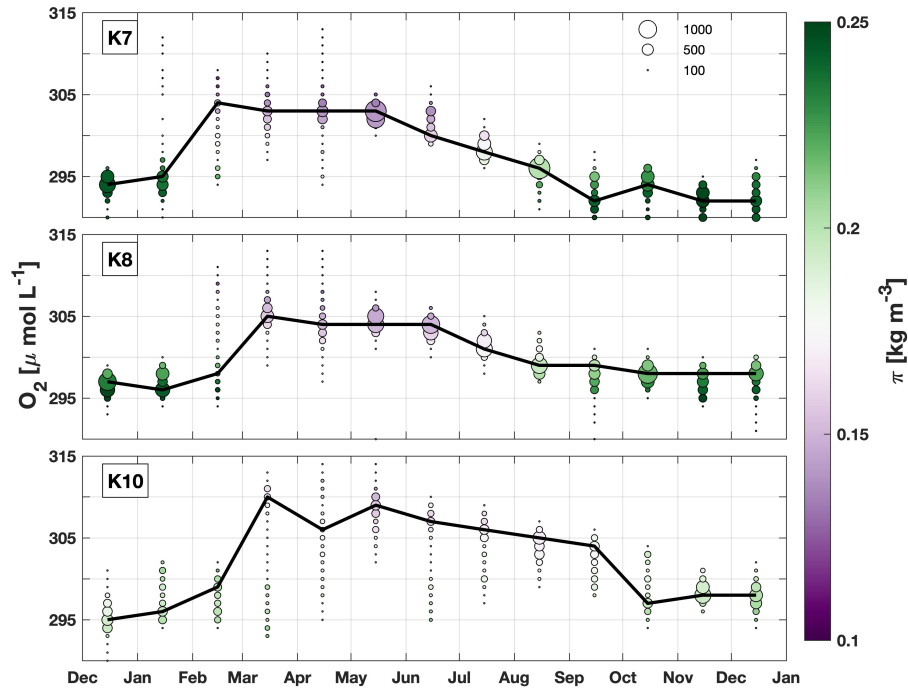 315
K7
305
295
1000
500
100
315
K8
305
295
O2 [μ mol L-1]
315
K10
305
295
Dec Jan Feb Mar Apr May Jun Jul Aug Sep Oct Nov Dec Jan
0.25
0.2
0.15
0.1
π [kg m-3]